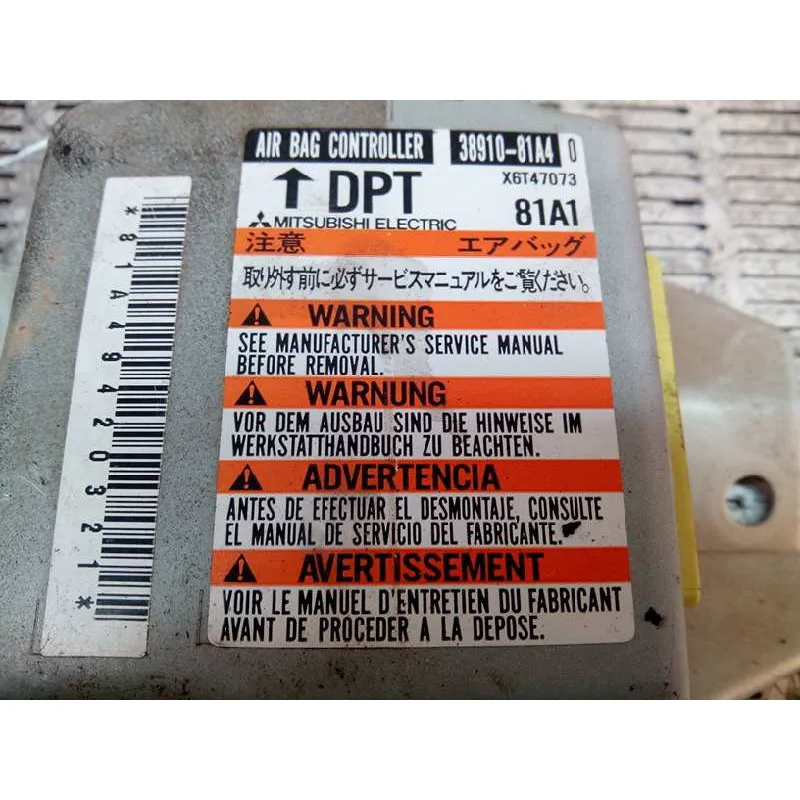 AIR BAG CONTROLLER 38910-81A4 0
↑ DPT X6T47073
MITSUBISHI ELECTRIC 81A1
注意 エアバッグ
取り外す前に必ずサービスマニュアルをご覧ください。
WARNING
SEE MANUFACTURER'S SERVICE MANUAL
BEFORE REMOVAL.
WARNUNG
VOR DEM AUSBAU SIND DIE HINWEISE IM
WERKSTATTHANDBUCH ZU BEACHTEN.
ADVERTENCIA
ANTES DE EFECTUAR EL DESMONTAJE, CONSULTE
EL MANUAL DE SERVICIO DEL FABRICANTE.
AVERTISSEMENT
VOIR LE MANUEL D'ENTRETIEN DU FABRICANT
AVANT DE PROCEDER A LA DEPOSE.
*81A49420321*